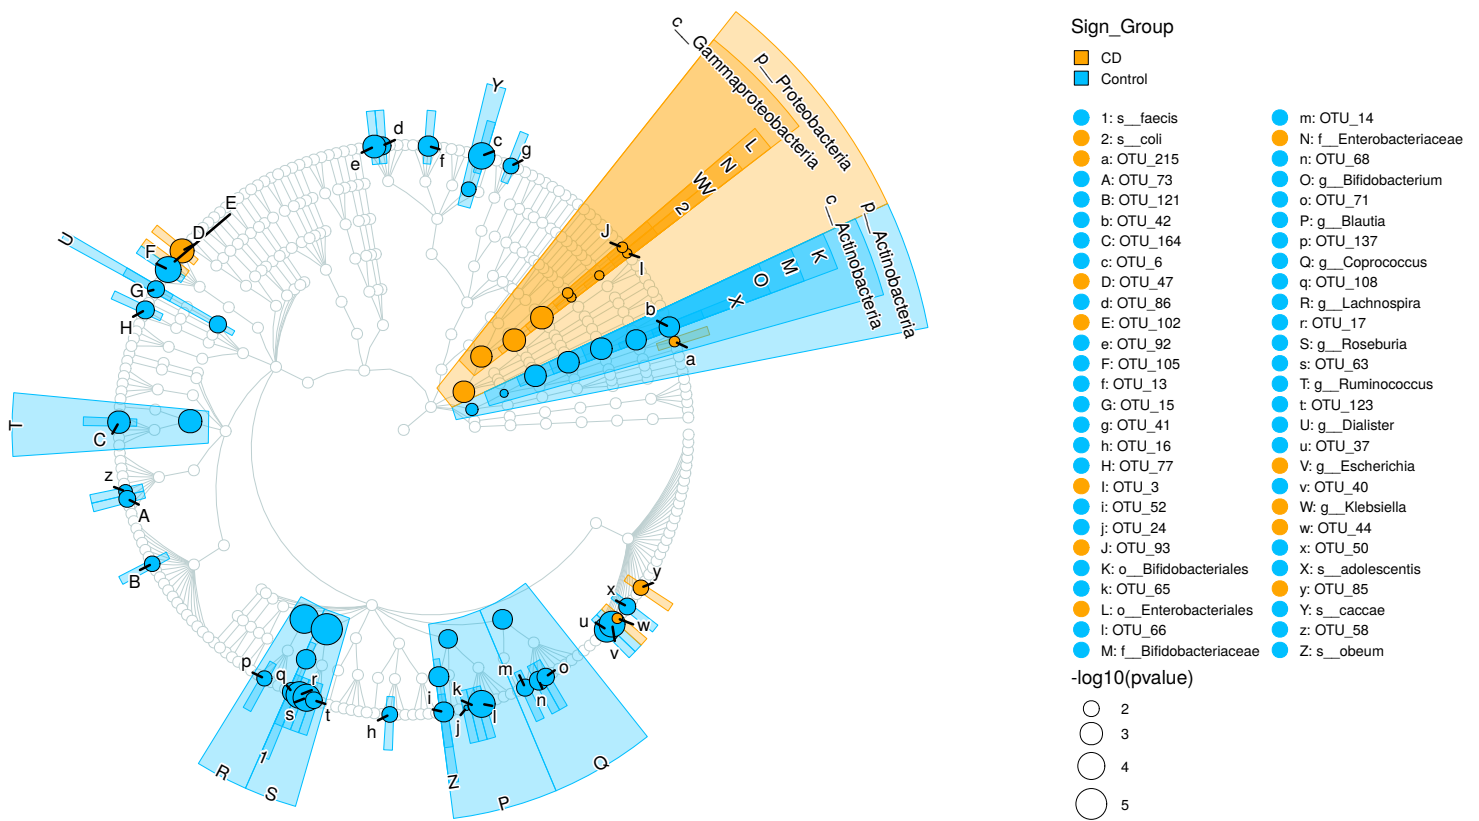 Sign_Group
CD
Control
1: s__faecis
2: s__coli
a: OTU_215
A: OTU_73
B: OTU_121
b: OTU_42
C: OTU_164
c: OTU_6
D: OTU_47
d: OTU_86
E: OTU_102
e: OTU_92
F: OTU_105
f: OTU_13
G: OTU_15
g: OTU_41
h: OTU_16
H: OTU_77
I: OTU_3
i: OTU_52
j: OTU_24
J: OTU_93
K: o__Bifidobacteriales
k: OTU_65
L: o__Enterobacteriales
l: OTU_66
M: f__Bifidobacteriaceae
m: OTU_14
N: f__Enterobacteriaceae
n: OTU_68
O: g__Bifidobacterium
o: OTU_71
P: g__Blautia
p: OTU_137
Q: g__Coprococcus
q: OTU_108
R: g__Lachnospira
r: OTU_17
S: g__Roseburia
s: OTU_63
T: g__Ruminococcus
t: OTU_123
U: g__Dialister
u: OTU_37
V: g__Escherichia
v: OTU_40
W: g__Klebsiella
w: OTU_44
x: OTU_50
X: s__adolescentis
y: OTU_85
Y: s__caccae
z: OTU_58
Z: s__obeum
-log10(pvalue)
2
3
4
5
c__Gammaproteobacteria
p__Proteobacteria
c__Actinobacteria
p__Actinobacteria
L
N
2
K
M
O
X
J
I
b
a
Y
c
g
f
d
e
E
D
F
U
G
H
T
C
z
A
B
p
q
r
s
t
1
R
S
h
i
k
j
l
Z
P
m
n
o
Q
u
v
w
x
y